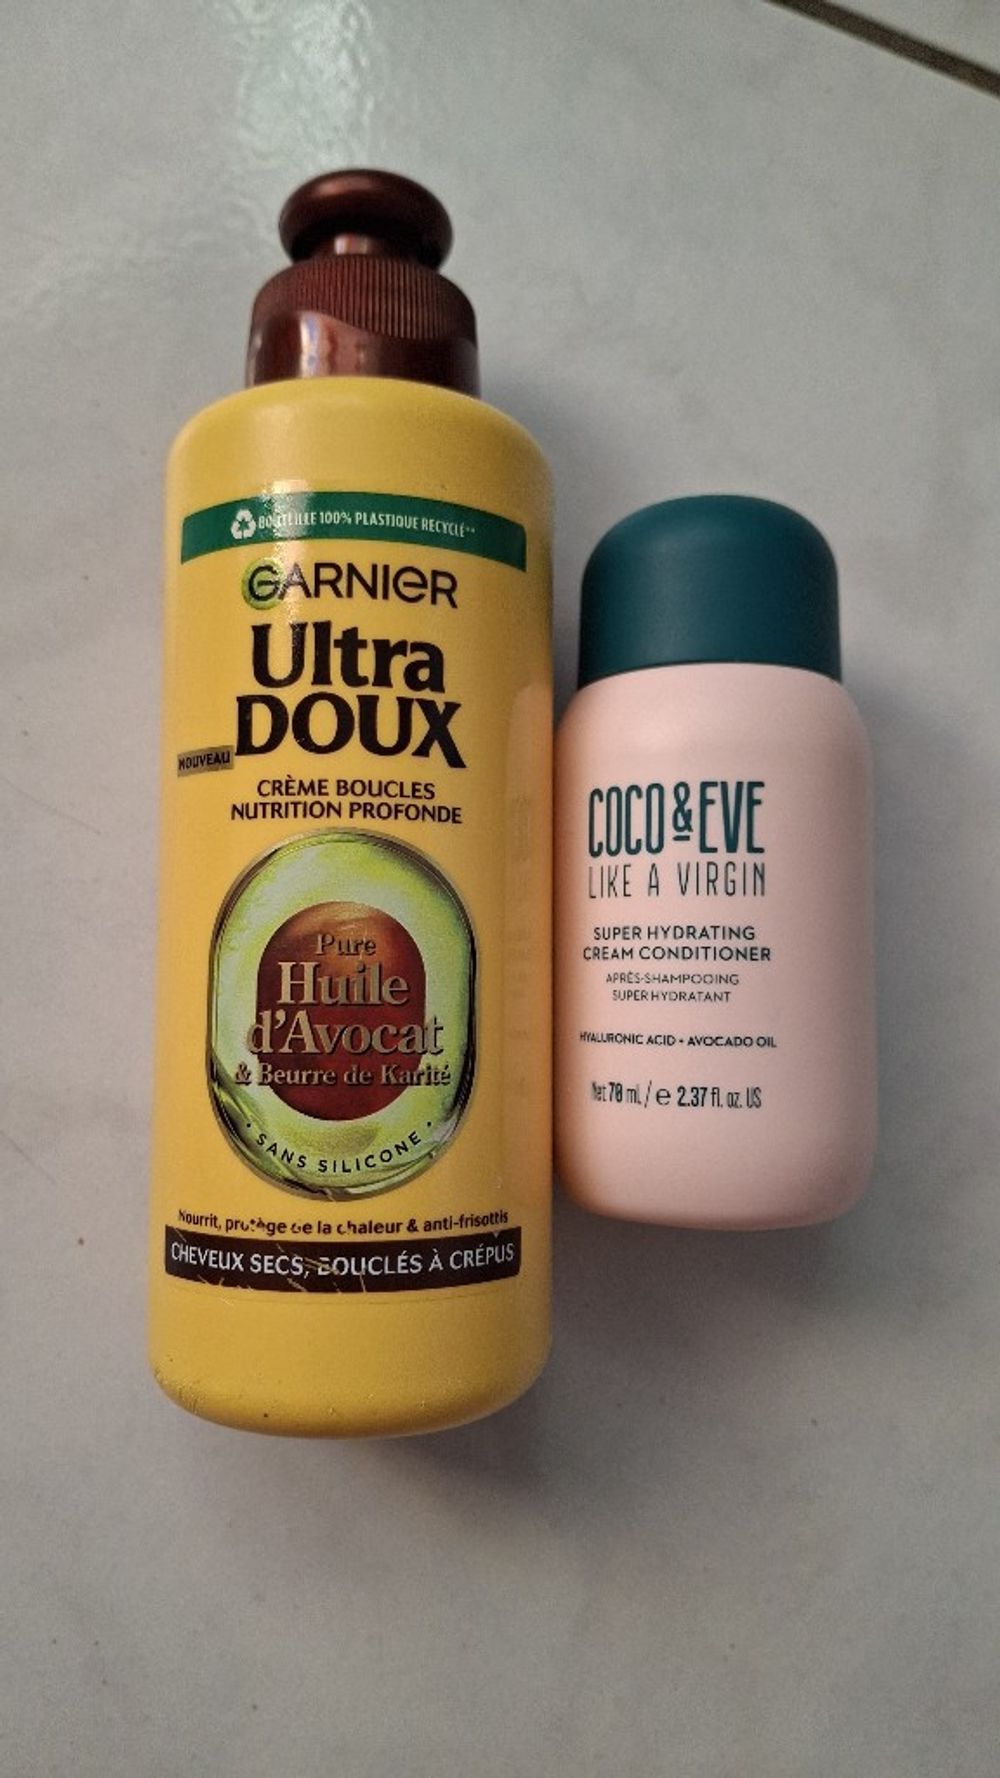 BOUTEILLE 100% PLASTIQUE RECYCLÉ**
GARNIER
Ultra
DOUX
NOUVEAU
CRÈME BOUCLES
NUTRITION PROFONDE
Pure
Huile
d'Avocat
& Beurre de Karité
• SANS SILICONE •
Nourrit, protège de la chaleur & anti-frisottis
CHEVEUX SECS, BOUCLÉS À CRÉPUS
COCO & EVE
LIKE A VIRGIN
SUPER HYDRATING
CREAM CONDITIONER
APRÈS-SHAMPOOING
SUPER HYDRATANT
HYALURONIC ACID + AVOCADO OIL
Net 70 mL / e 2.37 fl. oz. US